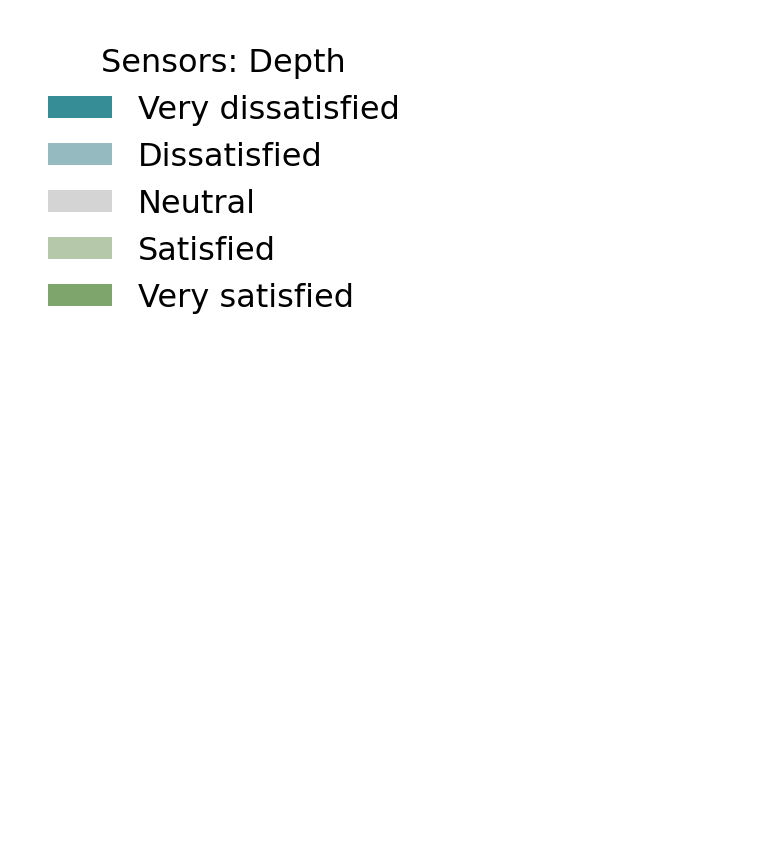 Sensors: Depth
Very dissatisfied
Dissatisfied
Neutral
Satisfied
Very satisfied